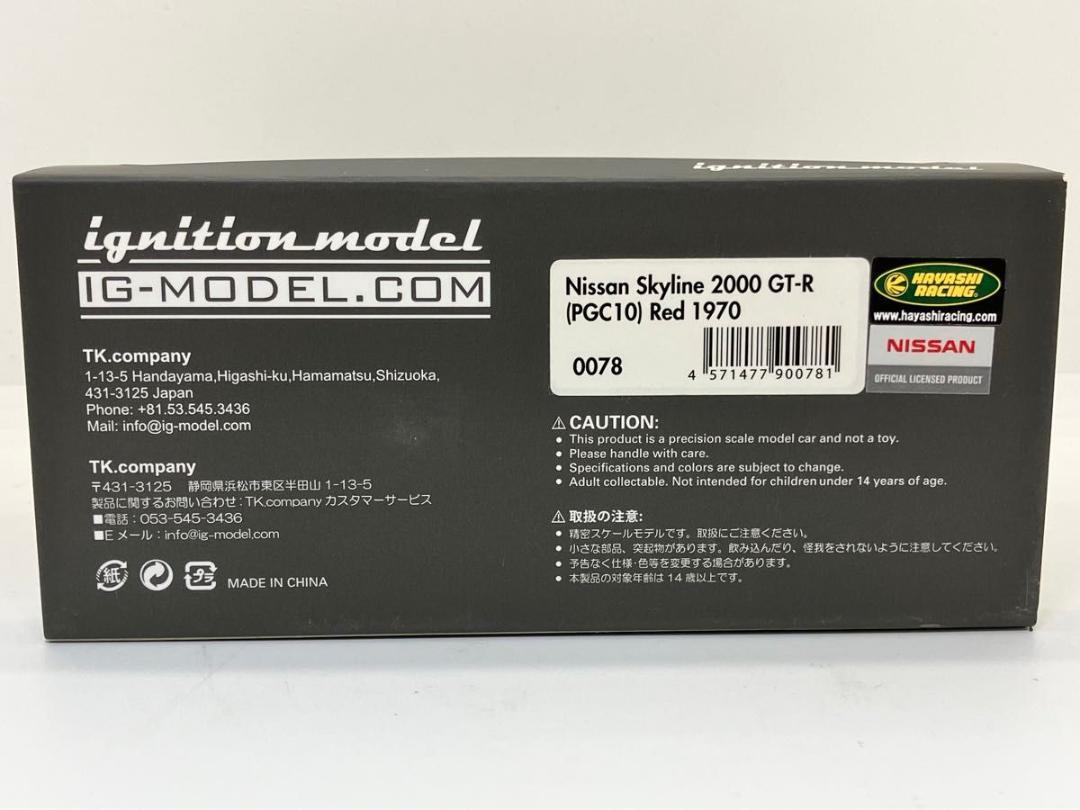 ignition model
ignition model
IG-MODEL.COM
TK.company
1-13-5 Handayama,Higashi-ku,Hamamatsu,Shizuoka,
431-3125 Japan
Phone: +81.53.545.3436
Mail: info@ig-model.com
TK.company
〒431-3125 静岡県浜松市東区半田山 1-13-5
製品に関するお問い合わせ：TK.company カスタマーサービス
■電話：053-545-3436
■E メール：info@ig-model.com
紙
プラ
MADE IN CHINA
Nissan Skyline 2000 GT-R
(PGC10) Red 1970
0078
4 571477 900781
HAYASHI
RACING
www.hayashiracing.com
NISSAN
OFFICIAL LICENSED PRODUCT
⚠ CAUTION:
• This product is a precision scale model car and not a toy.
• Please handle with care.
• Specifications and colors are subject to change.
• Adult collectable. Not intended for children under 14 years of age.
⚠ 取扱の注意:
• 精密スケールモデルです。取扱にご注意ください。
• 小さな部品、突起物があります。飲み込んだり、怪我をされないように注意してください。
• 予告なく仕様・色等を変更する場合があります。
• 本製品の対象年齢は 14 歳以上です。